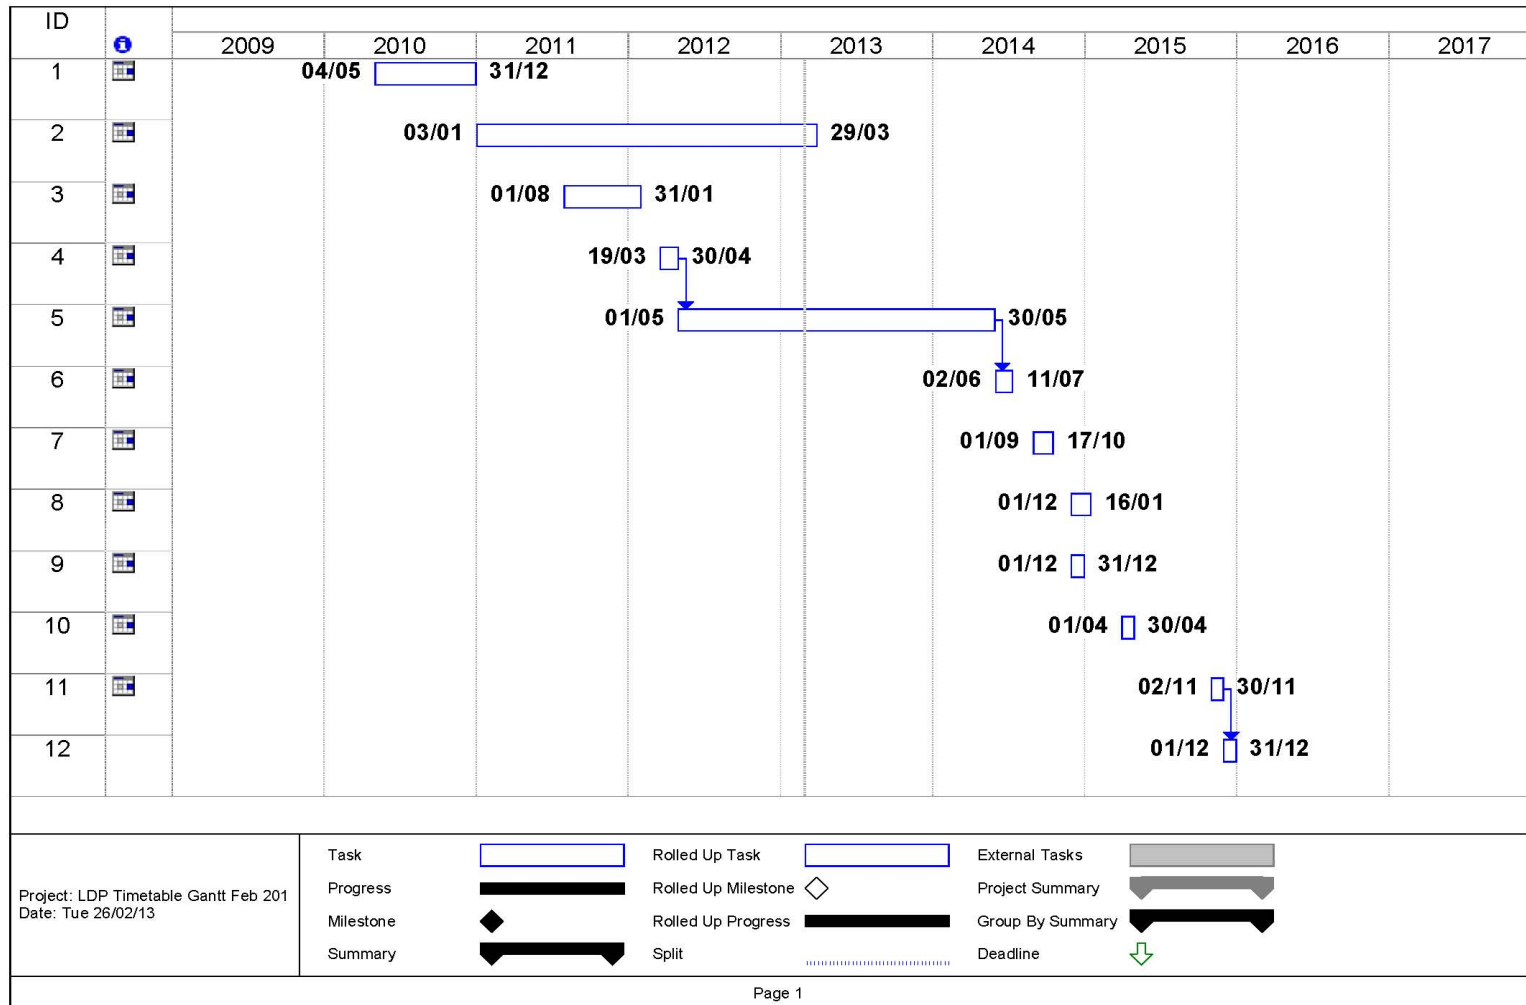 ID
2009 2010 2011 2012 2013 2014 2015 2016 2017
1 04/05 31/12
2 03/01 29/03
3 01/08 31/01
4 19/03 30/04
5 01/05 30/05
6 02/06 11/07
7 01/09 17/10
8 01/12 16/01
9 01/12 31/12
10 01/04 30/04
11 02/11 30/11
12 01/12 31/12
Project: LDP Timetable Gantt Feb 201
Date: Tue 26/02/13
Task Rolled Up Task External Tasks
Progress Rolled Up Milestone Project Summary
Milestone Rolled Up Progress Group By Summary
Summary Split Deadline
Page 1